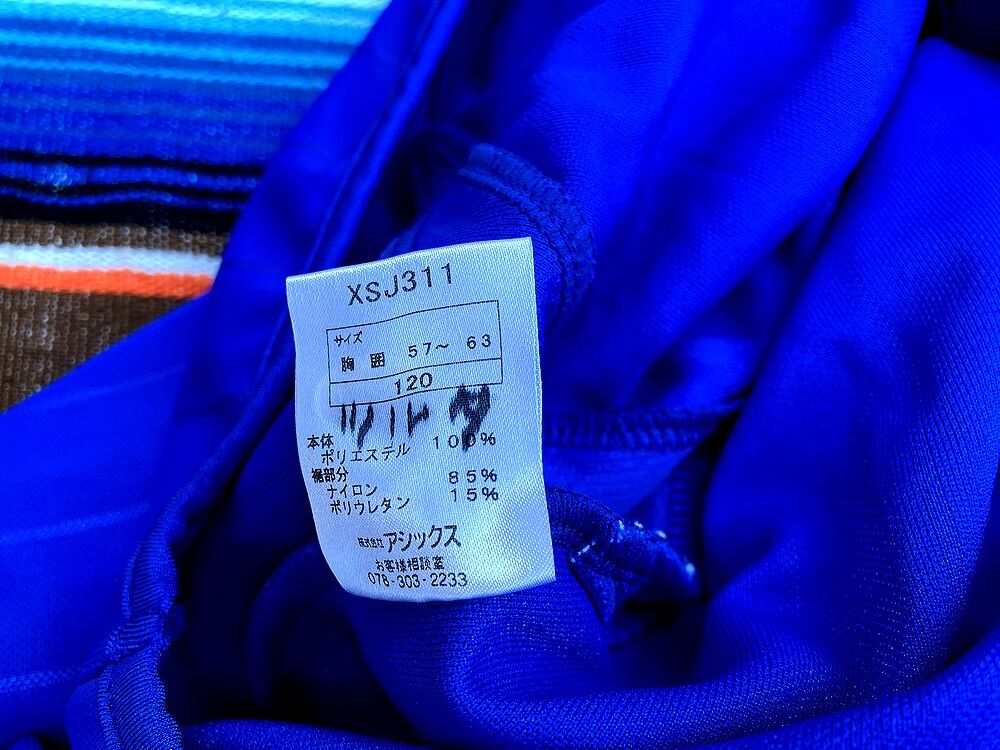 XSJ311
サイズ
胸囲 57～ 63
120
ツルタ
本体
ポリエステル 100%
裾部分
ナイロン 85%
ポリウレタン 15%
株式会社 アシックス
お客様相談室
078-303-2233